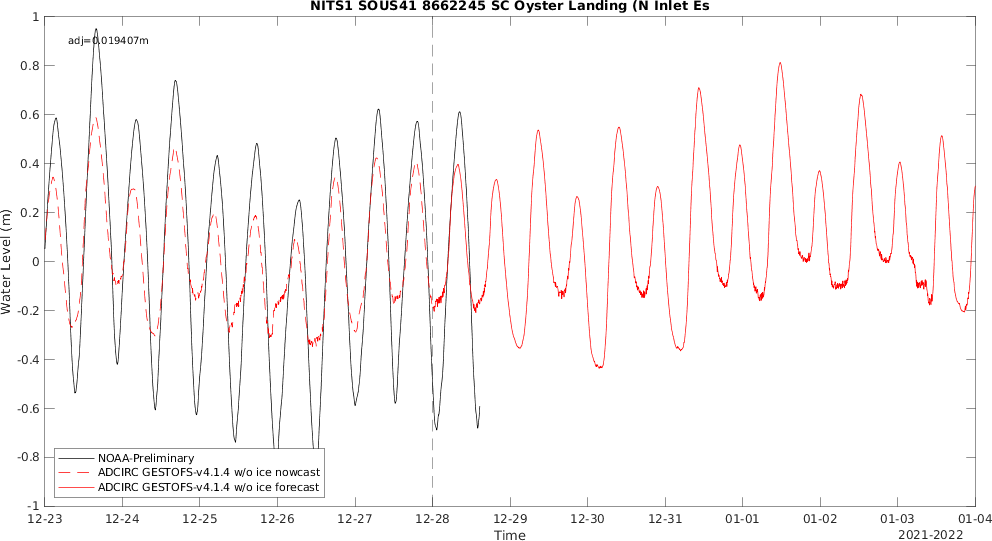 NITS1 SOUS41 8662245 SC Oyster Landing (N Inlet Es
adj=0.019407m
Water Level (m)
1
0.8
0.6
0.4
0.2
0
-0.2
-0.4
-0.6
-0.8
-1
NOAA-Preliminary
ADCIRC GESTOFS-v4.1.4 w/o ice nowcast
ADCIRC GESTOFS-v4.1.4 w/o ice forecast
12-23 12-24 12-25 12-26 12-27 12-28 12-29 12-30 12-31 01-01 01-02 01-03 01-04
Time
2021-2022